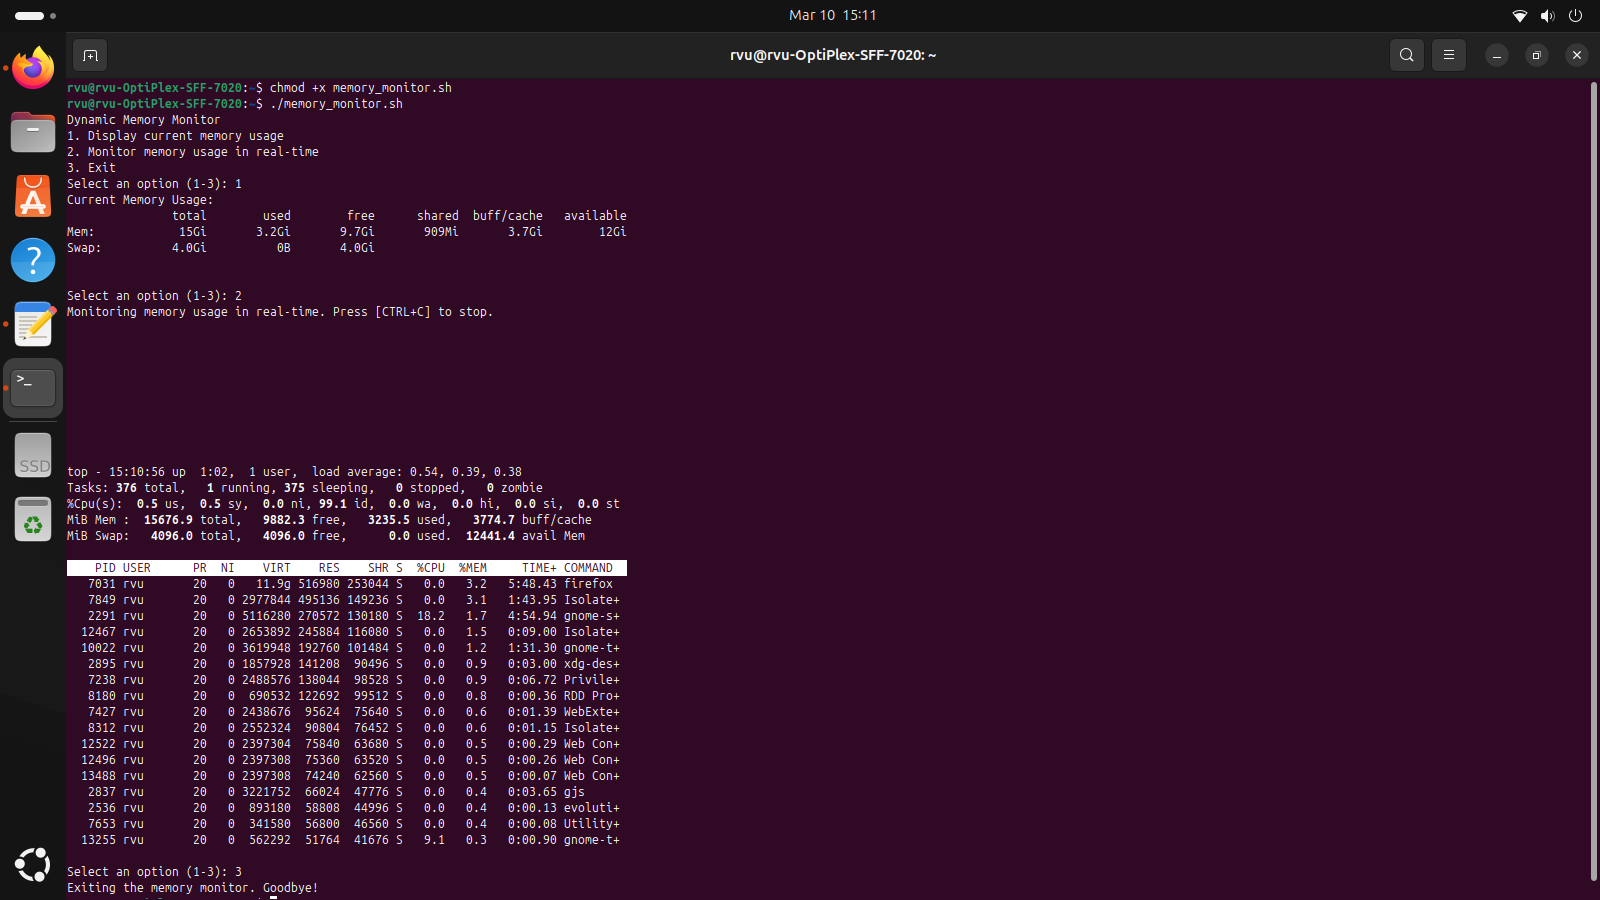 Mar 10 15:11
rvu@rvu-OptiPlex-SFF-7020: ~
rvu@rvu-OptiPlex-SFF-7020:~$ chmod +x memory_monitor.sh
rvu@rvu-OptiPlex-SFF-7020:~$ ./memory_monitor.sh
Dynamic Memory Monitor
1. Display current memory usage
2. Monitor memory usage in real-time
3. Exit
Select an option (1-3): 1
Current Memory Usage:
total used free shared buff/cache available
Mem: 15Gi 3.2Gi 9.7Gi 909Mi 3.7Gi 12Gi
Swap: 4.0Gi 0B 4.0Gi
Select an option (1-3): 2
Monitoring memory usage in real-time. Press [CTRL+C] to stop.
top - 15:10:56 up 1:02, 1 user, load average: 0.54, 0.39, 0.38
Tasks: 376 total, 1 running, 375 sleeping, 0 stopped, 0 zombie
%Cpu(s): 0.5 us, 0.5 sy, 0.0 ni, 99.1 id, 0.0 wa, 0.0 hi, 0.0 si, 0.0 st
MiB Mem : 15676.9 total, 9882.3 free, 3235.5 used, 3774.7 buff/cache
MiB Swap: 4096.0 total, 4096.0 free, 0.0 used. 12441.4 avail Mem
PID USER PR NI VIRT RES SHR S %CPU %MEM TIME+ COMMAND
7031 rvu 20 0 11.9g 516980 253044 S 0.0 3.2 5:48.43 firefox
7849 rvu 20 0 2977844 495136 149236 S 0.0 3.1 1:43.95 Isolate+
2291 rvu 20 0 5116280 270572 130180 S 18.2 1.7 4:54.94 gnome-s+
12467 rvu 20 0 2653892 245884 116080 S 0.0 1.5 0:09.00 Isolate+
10022 rvu 20 0 3619948 192760 101484 S 0.0 1.2 1:31.30 gnome-t+
2895 rvu 20 0 1857928 141208 90496 S 0.0 0.9 0:03.00 xdg-des+
7238 rvu 20 0 2488576 138044 98528 S 0.0 0.9 0:06.72 Privile+
8180 rvu 20 0 690532 122692 99512 S 0.0 0.8 0:00.36 RDD Pro+
7427 rvu 20 0 2438676 95624 75640 S 0.0 0.6 0:01.39 WebExte+
8312 rvu 20 0 2552324 90804 76452 S 0.0 0.6 0:01.15 Isolate+
12522 rvu 20 0 2397304 75840 63680 S 0.0 0.5 0:00.29 Web Con+
12496 rvu 20 0 2397308 75360 63520 S 0.0 0.5 0:00.26 Web Con+
13488 rvu 20 0 2397308 74240 62560 S 0.0 0.5 0:00.07 Web Con+
2837 rvu 20 0 3221752 66024 47776 S 0.0 0.4 0:03.65 gjs
2536 rvu 20 0 893180 58808 44996 S 0.0 0.4 0:00.13 evoluti+
7653 rvu 20 0 341580 56800 46560 S 0.0 0.4 0:00.08 Utility+
13255 rvu 20 0 562292 51764 41676 S 9.1 0.3 0:00.90 gnome-t+
Select an option (1-3): 3
Exiting the memory monitor. Goodbye!
>_
SSD